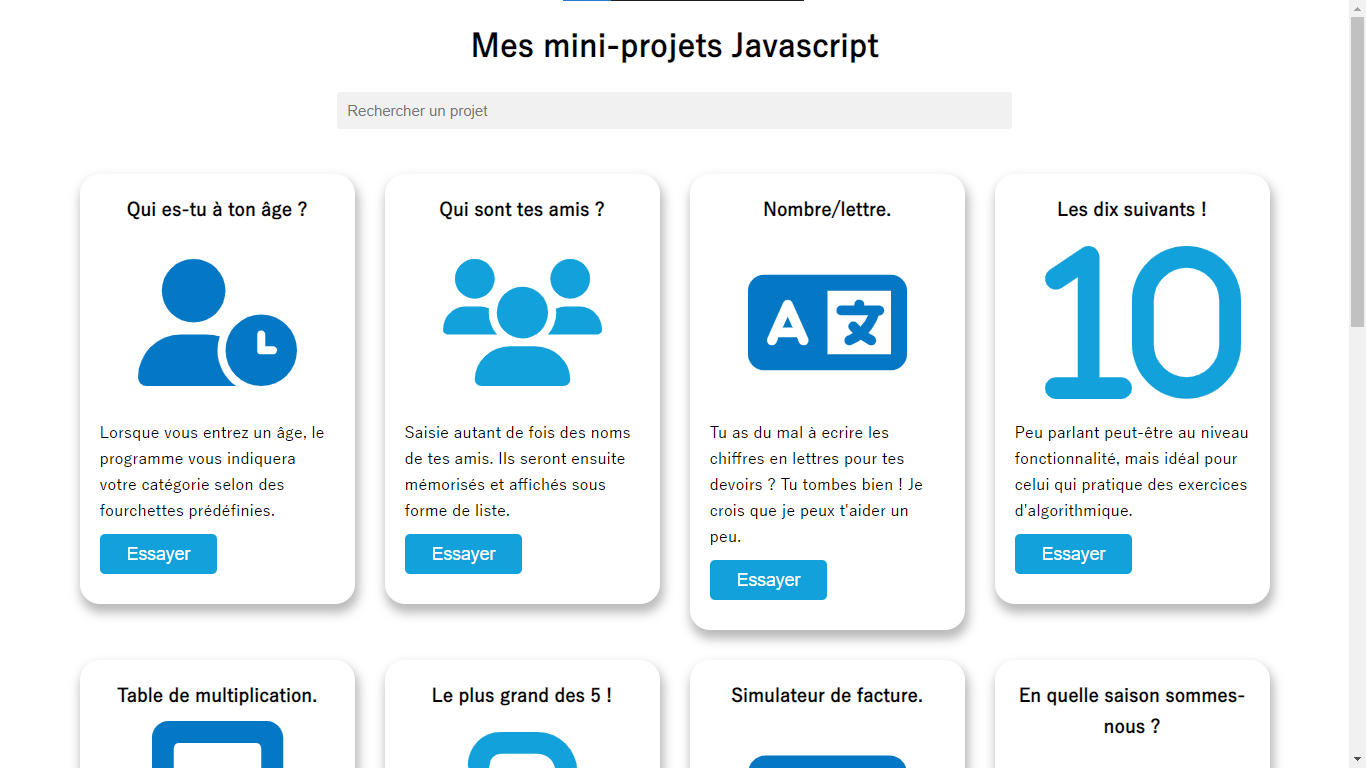 Mes mini-projets Javascript
Rechercher un projet
Qui es-tu à ton âge ?
Lorsque vous entrez un âge, le
programme vous indiquera
votre catégorie selon des
fourchettes prédéfinies.
Essayer
Qui sont tes amis ?
Saisie autant de fois des noms
de tes amis. Ils seront ensuite
mémorisés et affichés sous
forme de liste.
Essayer
Nombre/lettre.
A 文
Tu as du mal à ecrire les
chiffres en lettres pour tes
devoirs ? Tu tombes bien ! Je
crois que je peux t'aider un
peu.
Essayer
Les dix suivants !
10
Peu parlant peut-être au niveau
fonctionnalité, mais idéal pour
celui qui pratique des exercices
d'algorithmique.
Essayer
Table de multiplication.
Le plus grand des 5 !
Simulateur de facture.
En quelle saison sommes-
nous ?